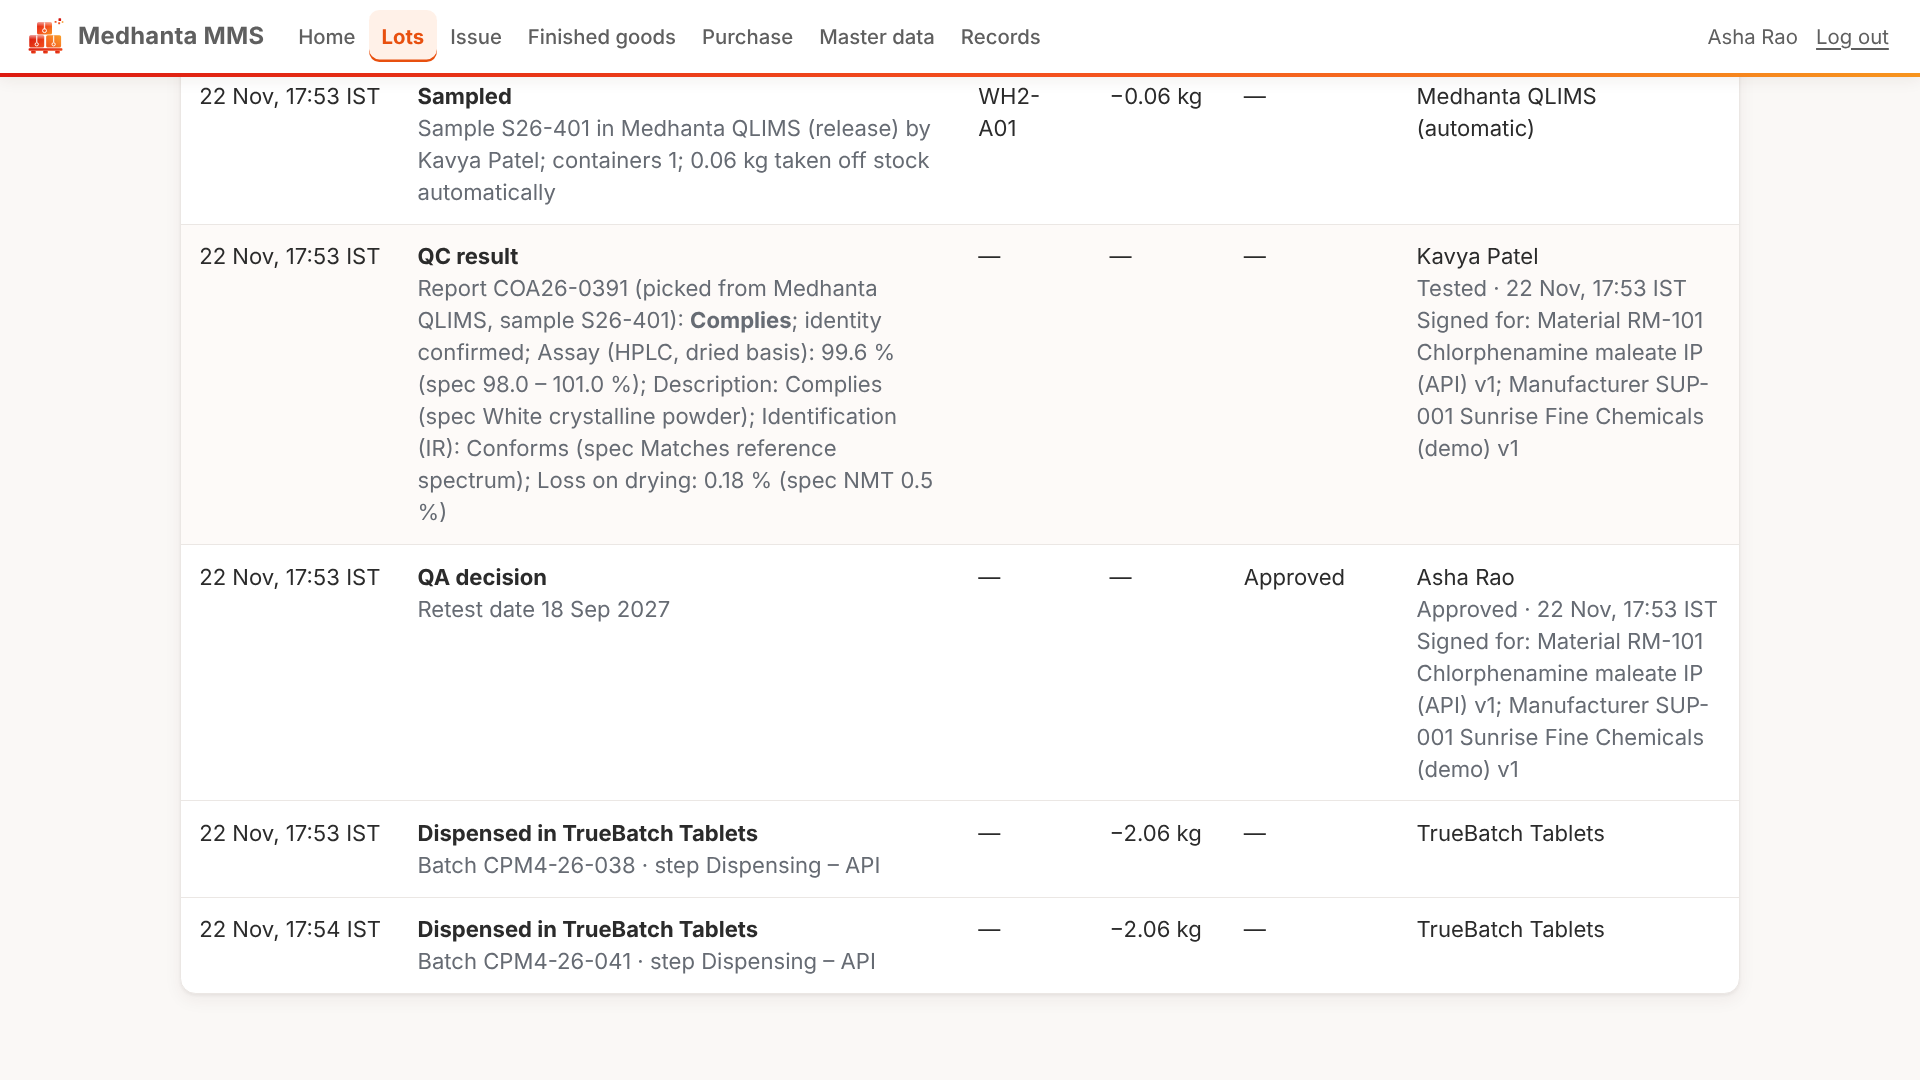 Medhanta MMS Home Lots Issue Finished goods Purchase Master data Records Asha Rao Log out
22 Nov, 17:53 IST Sampled WH2- −0.06 kg — Medhanta QLIMS
Sample S26-401 in Medhanta QLIMS (release) by A01 (automatic)
Kavya Patel; containers 1; 0.06 kg taken off stock
automatically
22 Nov, 17:53 IST QC result — — — Kavya Patel
Report COA26-0391 (picked from Medhanta Tested · 22 Nov, 17:53 IST
QLIMS, sample S26-401): Complies; identity Signed for: Material RM-101
confirmed; Assay (HPLC, dried basis): 99.6 % Chlorphenamine maleate IP
(spec 98.0 – 101.0 %); Description: Complies (API) v1; Manufacturer SUP-
(spec White crystalline powder); Identification 001 Sunrise Fine Chemicals
(IR): Conforms (spec Matches reference (demo) v1
spectrum); Loss on drying: 0.18 % (spec NMT 0.5
%)
22 Nov, 17:53 IST QA decision — — Approved Asha Rao
Retest date 18 Sep 2027 Approved · 22 Nov, 17:53 IST
Signed for: Material RM-101
Chlorphenamine maleate IP
(API) v1; Manufacturer SUP-
001 Sunrise Fine Chemicals
(demo) v1
22 Nov, 17:53 IST Dispensed in TrueBatch Tablets — −2.06 kg — TrueBatch Tablets
Batch CPM4-26-038 · step Dispensing – API
22 Nov, 17:54 IST Dispensed in TrueBatch Tablets — −2.06 kg — TrueBatch Tablets
Batch CPM4-26-041 · step Dispensing – API